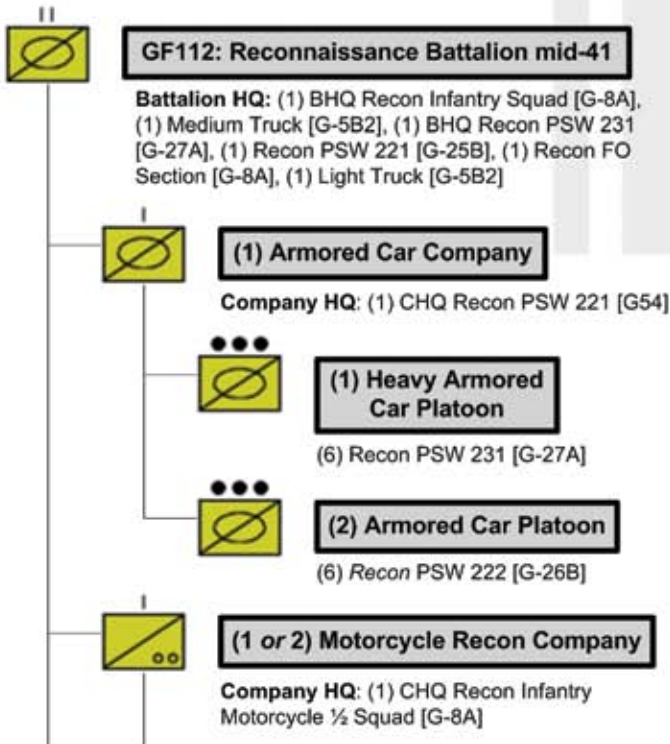 GF112: Reconnaissance Battalion mid-41
Battalion HQ: (1) BHQ Recon Infantry Squad [G-8A],
(1) Medium Truck [G-5B2], (1) BHQ Recon PSW 231
[G-27A], (1) Recon PSW 221 [G-25B], (1) Recon FO
Section [G-8A], (1) Light Truck [G-5B2]
(1) Armored Car Company
Company HQ: (1) CHQ Recon PSW 221 [G54]
(1) Heavy Armored
Car Platoon
(6) Recon PSW 231 [G-27A]
(2) Armored Car Platoon
(6) Recon PSW 222 [G-26B]
(1 or 2) Motorcycle Recon Company
Company HQ: (1) CHQ Recon Infantry
Motorcycle ½ Squad [G-8A]